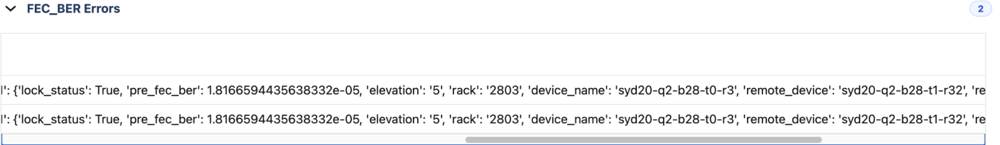 FEC_BER Errors 2
l': {'lock_status': True, 'pre_fec_ber': 1.8166594435638332e-05, 'elevation': '5', 'rack': '2803', 'device_name': 'syd20-q2-b28-t0-r3', 'remote_device': 'syd20-q2-b28-t1-r32', 're
l': {'lock_status': True, 'pre_fec_ber': 1.8166594435638332e-05, 'elevation': '5', 'rack': '2803', 'device_name': 'syd20-q2-b28-t0-r3', 'remote_device': 'syd20-q2-b28-t1-r32', 're